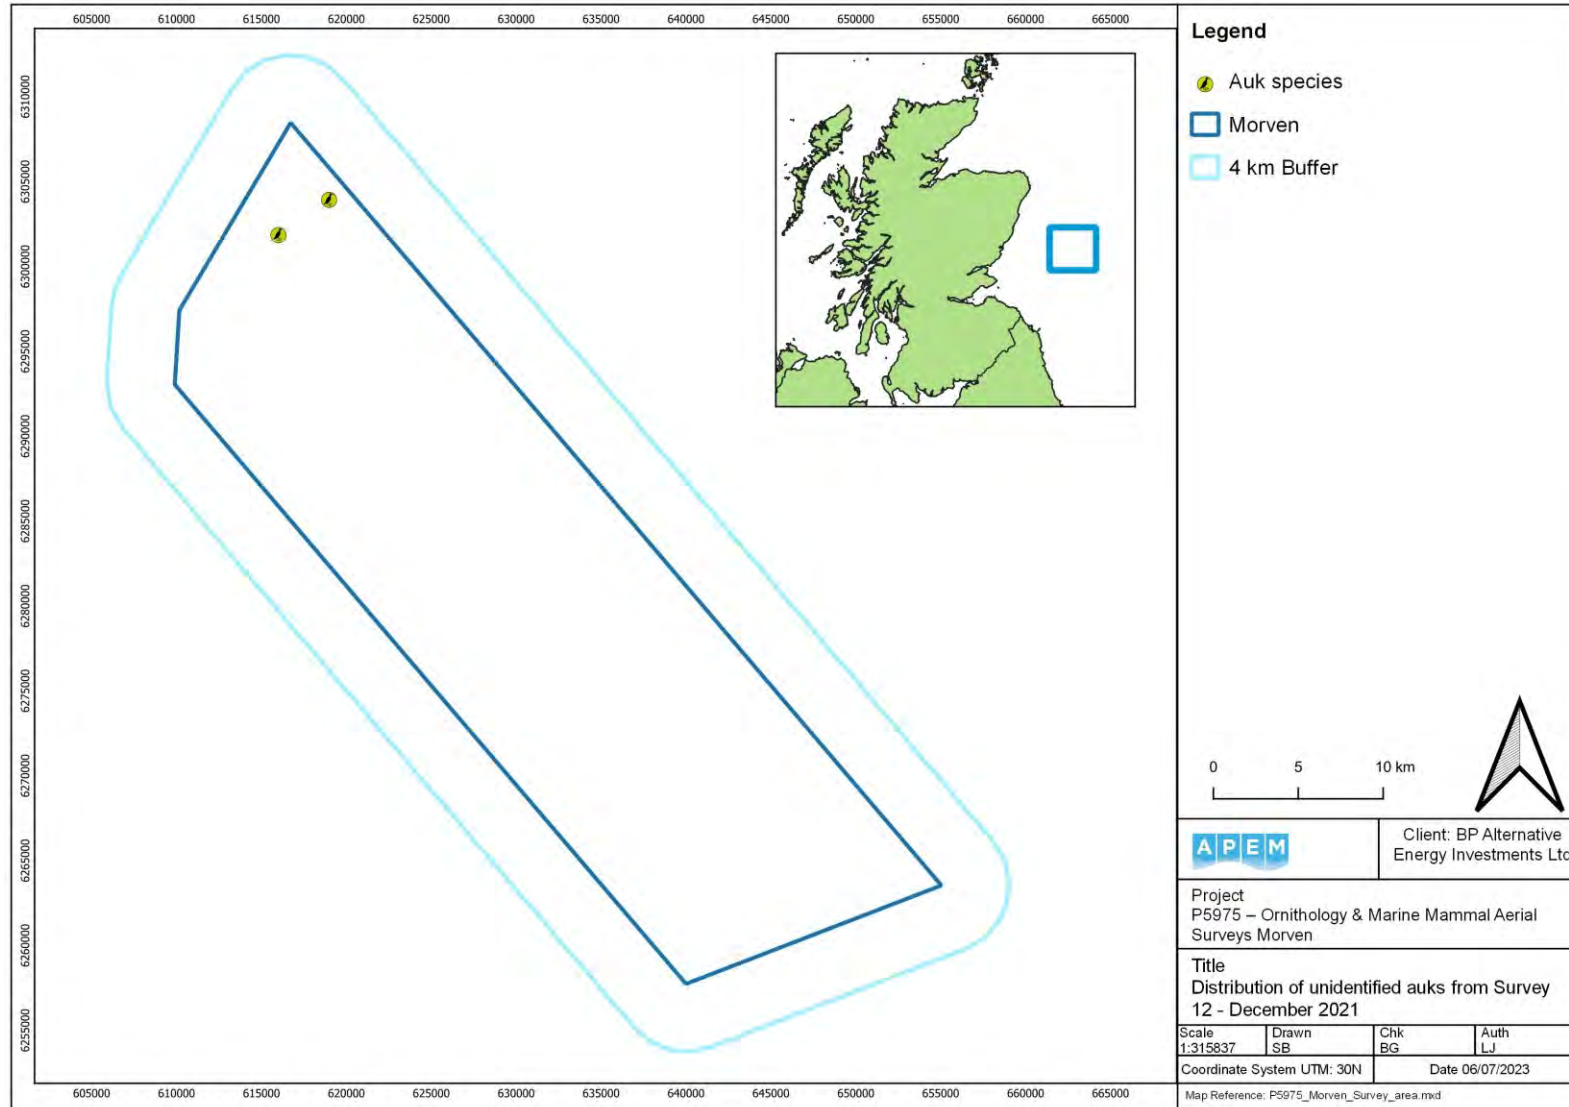 605000 610000 615000 620000 625000 630000 635000 640000 645000 650000 655000 660000 665000
6310000
6305000
6300000
6295000
6290000
6285000
6280000
6275000
6270000
6265000
6260000
6255000
605000 610000 615000 620000 625000 630000 635000 640000 645000 650000 655000 660000 665000
Legend
Auk species
Morven
4 km Buffer
0 5 10 km
APEM
Client: BP Alternative
Energy Investments Ltd
Project
P5975 – Ornithology & Marine Mammal Aerial
Surveys Morven
Title
Distribution of unidentified auks from Survey
12 - December 2021
Scale Drawn Chk Auth
1:315837 SB BG LJ
Coordinate System UTM: 30N Date 06/07/2023
Map Reference: P5975_Morven_Survey_area.mxd